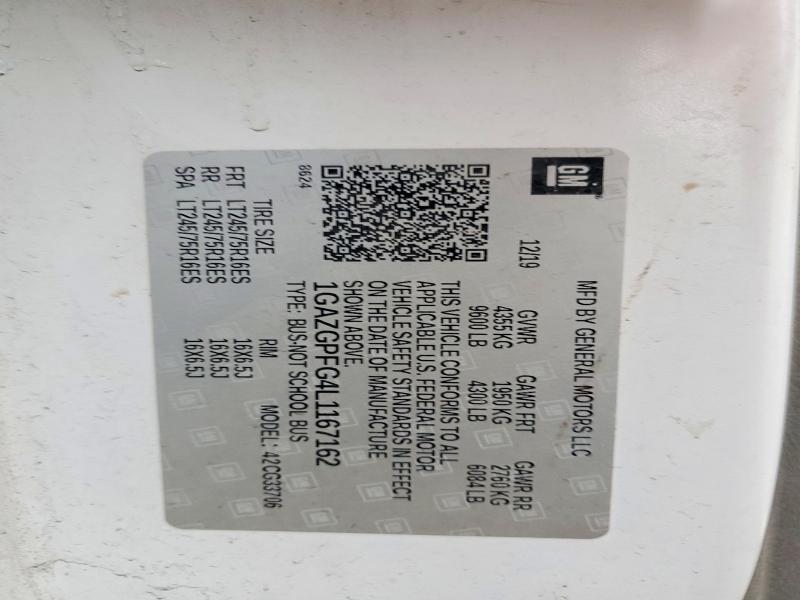 GM
MFD BY GENERAL MOTORS LLC
12/19 GVWR GAWR FRT GAWR RR
4355 KG 1950 KG 2760 KG
9600 LB 4300 LB 6084 LB
THIS VEHICLE CONFORMS TO ALL
APPLICABLE U.S. FEDERAL MOTOR
VEHICLE SAFETY STANDARDS IN EFFECT
ON THE DATE OF MANUFACTURE
SHOWN ABOVE.
1GAZGPFG4L1167162
8624 TYPE: BUS-NOT SCHOOL BUS
MODEL: 42CG33706
TIRE SIZE RIM
FRT LT245/75R16ES 16X6.5J
RR LT245/75R16ES 16X6.5J
SPA LT245/75R16ES 16X6.5J